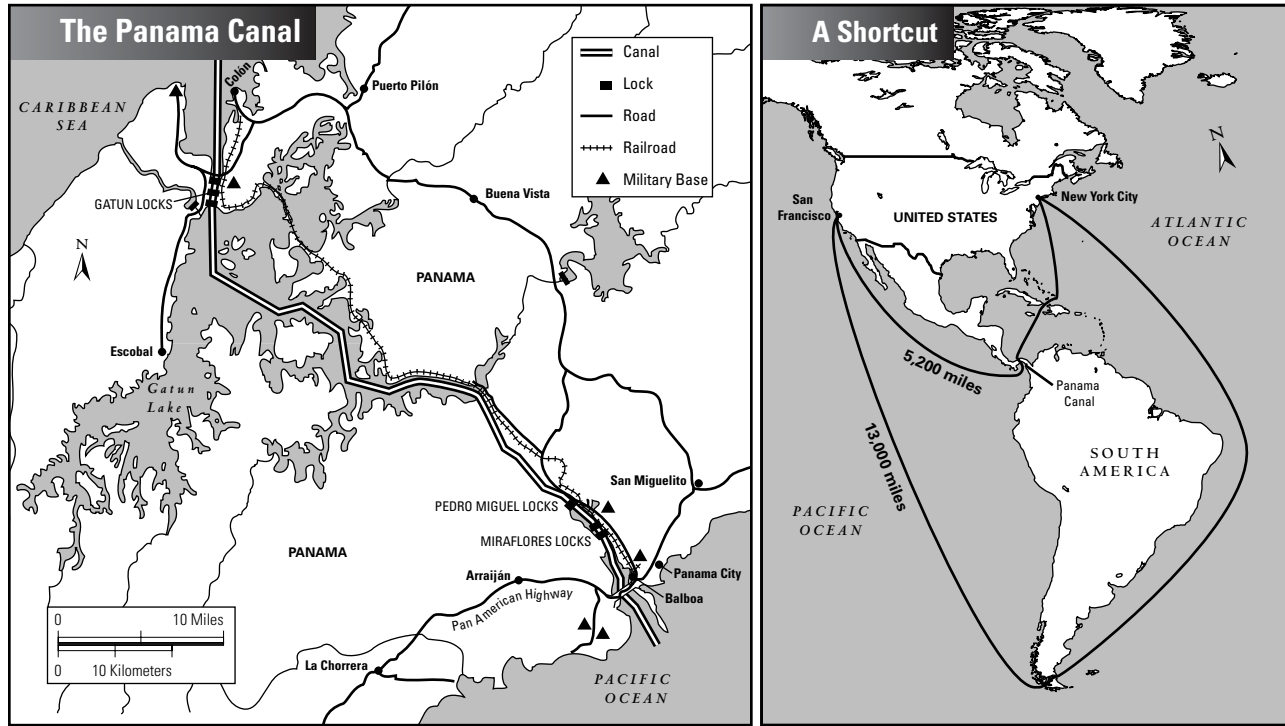 The Panama Canal
Canal
Lock
Road
Railroad
Military Base
CARIBBEAN
SEA
Colón
Puerto Pilón
GATUN LOCKS
Buena Vista
N
PANAMA
Escobal
Gatun
Lake
San Miguelito
PEDRO MIGUEL LOCKS
MIRAFLORES LOCKS
PANAMA
Arraiján
Panama City
Balboa
Pan American Highway
0 10 Miles
0 10 Kilometers
La Chorrera
PACIFIC
OCEAN
A Shortcut
N
San
Francisco
New York City
UNITED STATES
ATLANTIC
OCEAN
5,200 miles
Panama
Canal
13,000 miles
SOUTH
AMERICA
PACIFIC
OCEAN